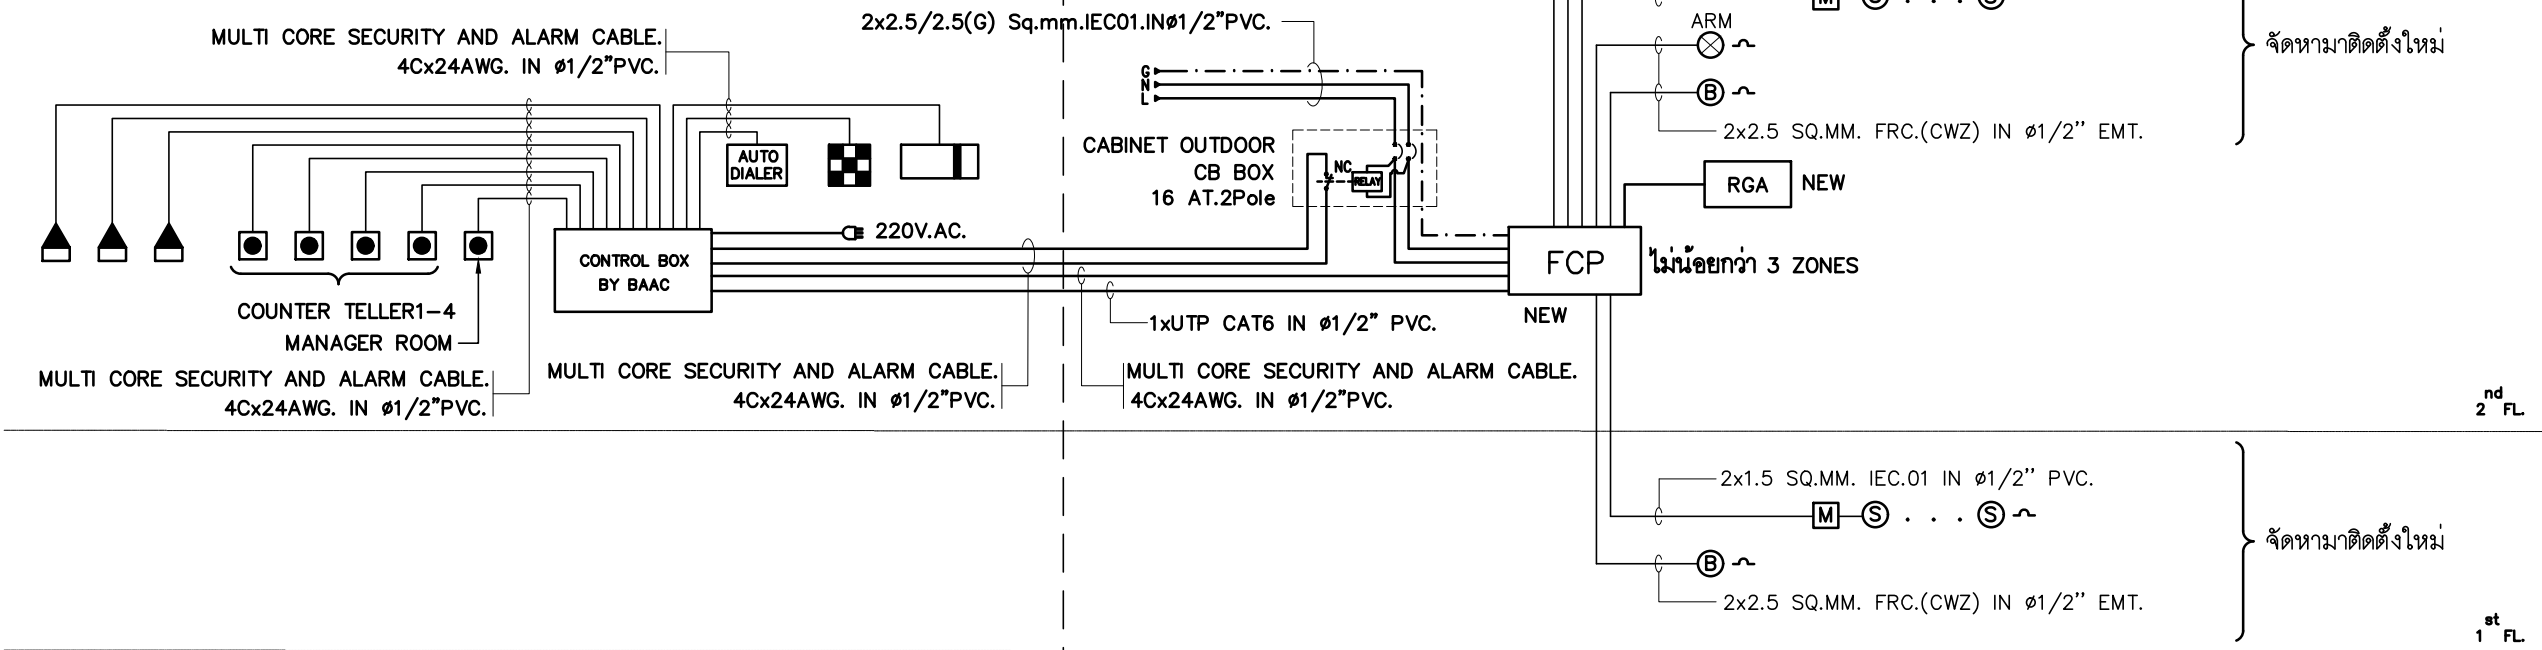 2x2.5/2.5(G) Sq.mm.IEC01.INø1/2"PVC.
M S . . . S
ARM
MULTI CORE SECURITY AND ALARM CABLE.
4Cx24AWG. IN ø1/2"PVC.
จัดหามาติดตั้งใหม่
G
N
L
B
2x2.5 SQ.MM. FRC.(CWZ) IN ø1/2'' EMT.
CABINET OUTDOOR
CB BOX
16 AT.2Pole
NC
RELAY
AUTO
DIALER
RGA NEW
220V.AC.
CONTROL BOX
BY BAAC
FCP
ไม่น้อยกว่า 3 ZONES
NEW
COUNTER TELLER1-4
MANAGER ROOM
1xUTP CAT6 IN ø1/2" PVC.
MULTI CORE SECURITY AND ALARM CABLE.
4Cx24AWG. IN ø1/2"PVC.
MULTI CORE SECURITY AND ALARM CABLE.
4Cx24AWG. IN ø1/2"PVC.
MULTI CORE SECURITY AND ALARM CABLE.
4Cx24AWG. IN ø1/2"PVC.
2nd FL.
2x1.5 SQ.MM. IEC.01 IN ø1/2'' PVC.
M S . . . S
จัดหามาติดตั้งใหม่
B
2x2.5 SQ.MM. FRC.(CWZ) IN ø1/2'' EMT.
1st FL.